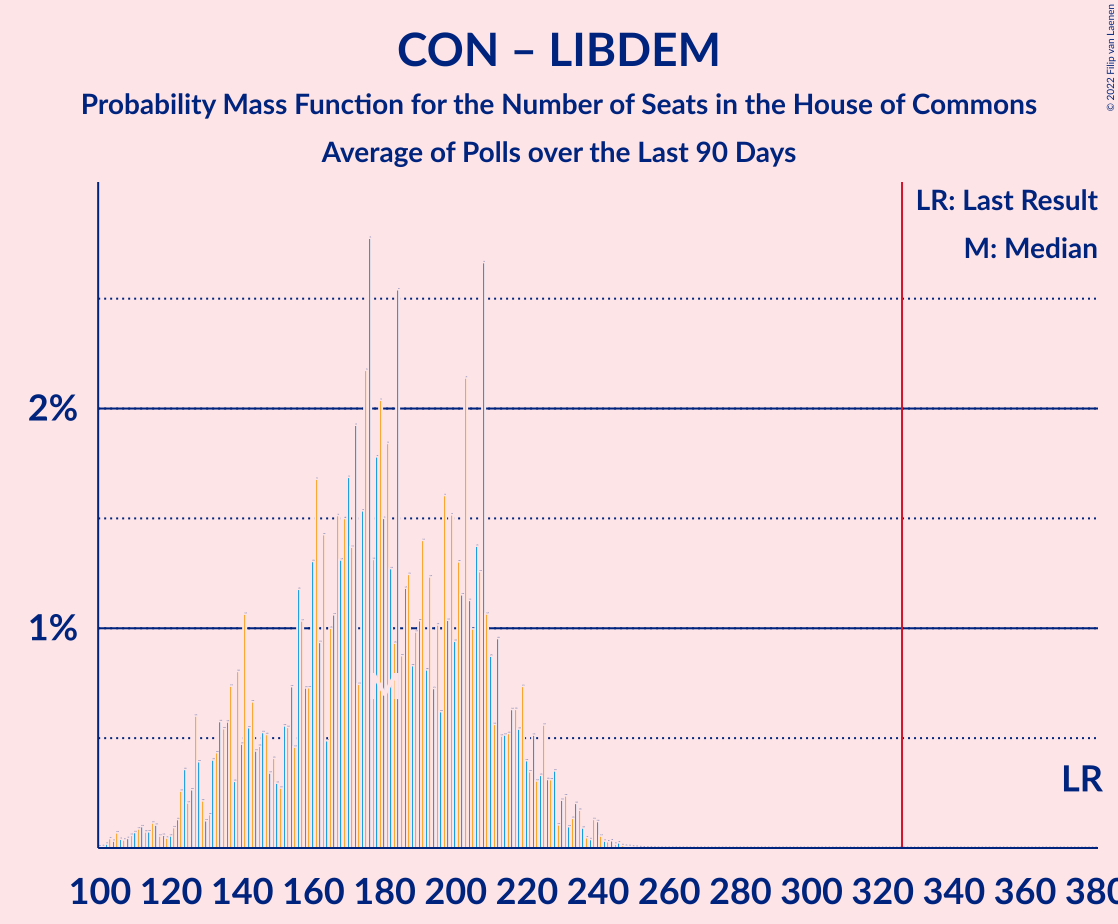 CON – LIBDEM
Probability Mass Function for the Number of Seats in the House of Commons
Average of Polls over the Last 90 Days
© 2022 Filip van Laenen
LR: Last Result
M: Median
2%
1%
LR
100 120 140 160 180 200 220 240 260 280 300 320 340 360 380